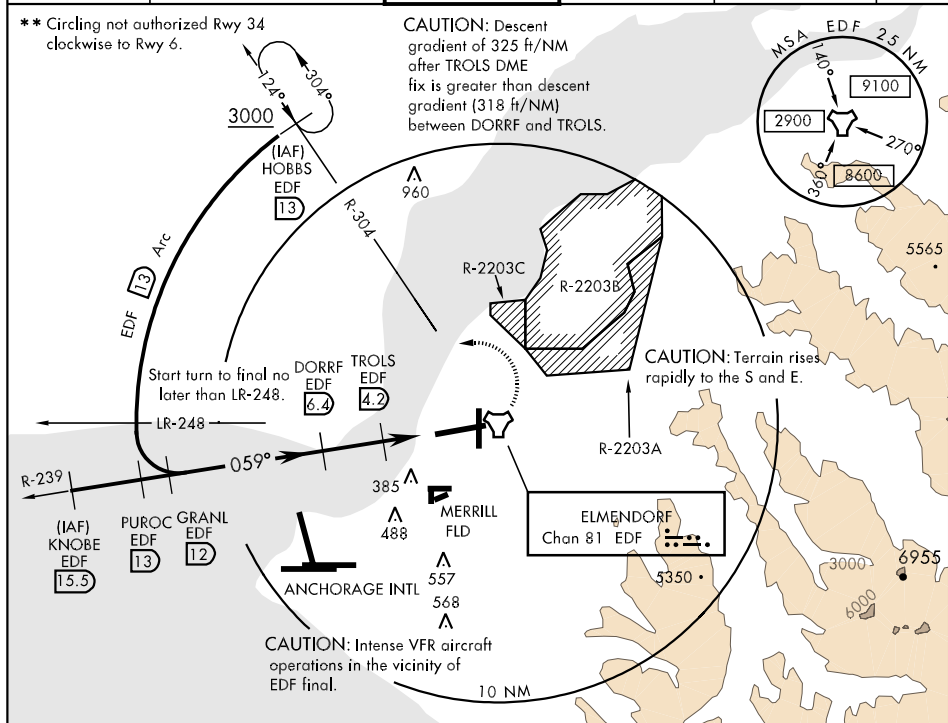 ** Circling not authorized Rwy 34
clockwise to Rwy 6.
CAUTION: Descent
gradient of 325 ft/NM
after TROLS DME
fix is greater than descent
gradient (318 ft/NM)
between DORRF and TROLS.
MSA EDF 25 NM
140°
9100
2900
270°
360°
8600
124°
304°
3000
(IAF)
HOBBS
EDF
13
R-304
960
EDF 13 Arc
R-2203C
R-2203B
5565
CAUTION: Terrain rises
rapidly to the S and E.
R-2203A
Start turn to final no
later than LR-248.
LR-248
DORRF
EDF
6.4
TROLS
EDF
4.2
R-239
059°
(IAF)
KNOBE
EDF
15.5
PUROC
EDF
13
GRANL
EDF
12
385
488
MERRILL
FLD
557
568
ANCHORAGE INTL
ELMENDORF
Chan 81 EDF
5350
3000
6955
6000
CAUTION: Intense VFR aircraft
operations in the vicinity of
EDF final.
10 NM